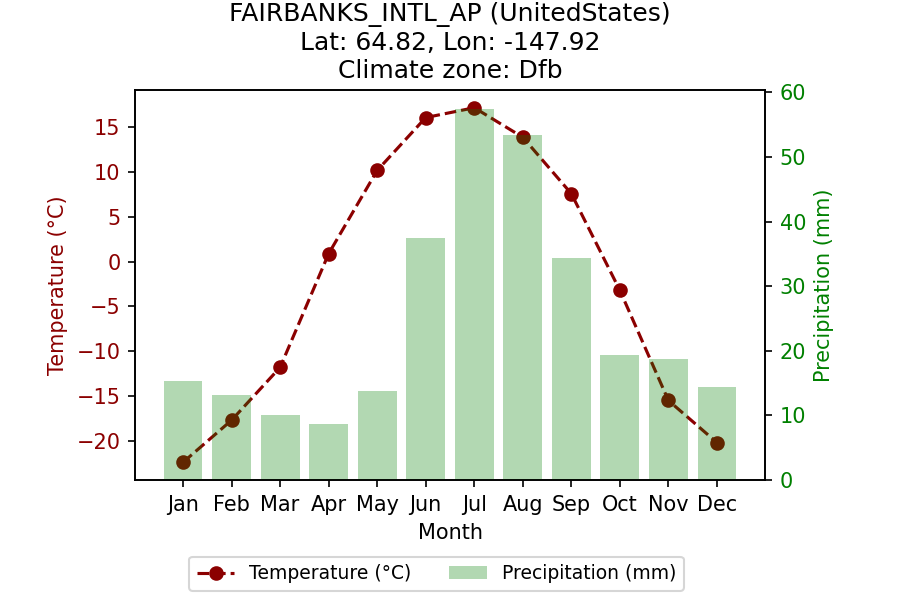 FAIRBANKS_INTL_AP (UnitedStates)
Lat: 64.82, Lon: -147.92
Climate zone: Dfb
Temperature (°C)
15
10
5
0
−5
−10
−15
−20
60
50
40
30
20
10
0
Precipitation (mm)
Jan Feb Mar Apr May Jun Jul Aug Sep Oct Nov Dec
Month
Temperature (°C) Precipitation (mm)